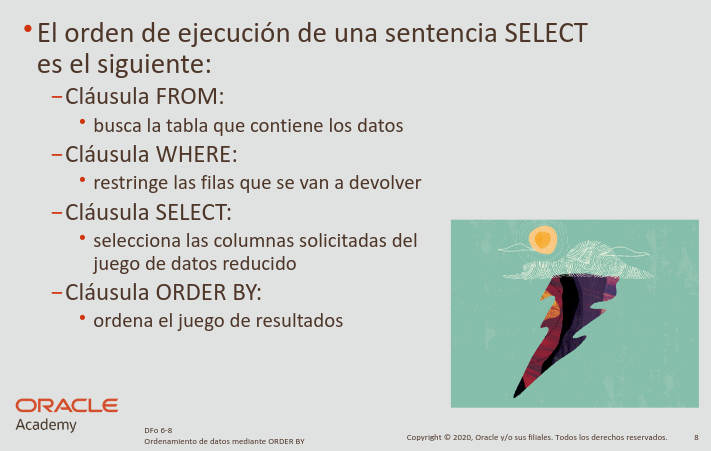 • El orden de ejecución de una sentencia SELECT
es el siguiente:
–Cláusula FROM:
• busca la tabla que contiene los datos
–Cláusula WHERE:
• restringe las filas que se van a devolver
–Cláusula SELECT:
• selecciona las columnas solicitadas del
juego de datos reducido
–Cláusula ORDER BY:
• ordena el juego de resultados
ORACLE
Academy
DFo 6-8
Ordenamiento de datos mediante ORDER BY
Copyright © 2020, Oracle y/o sus filiales. Todos los derechos reservados.
8